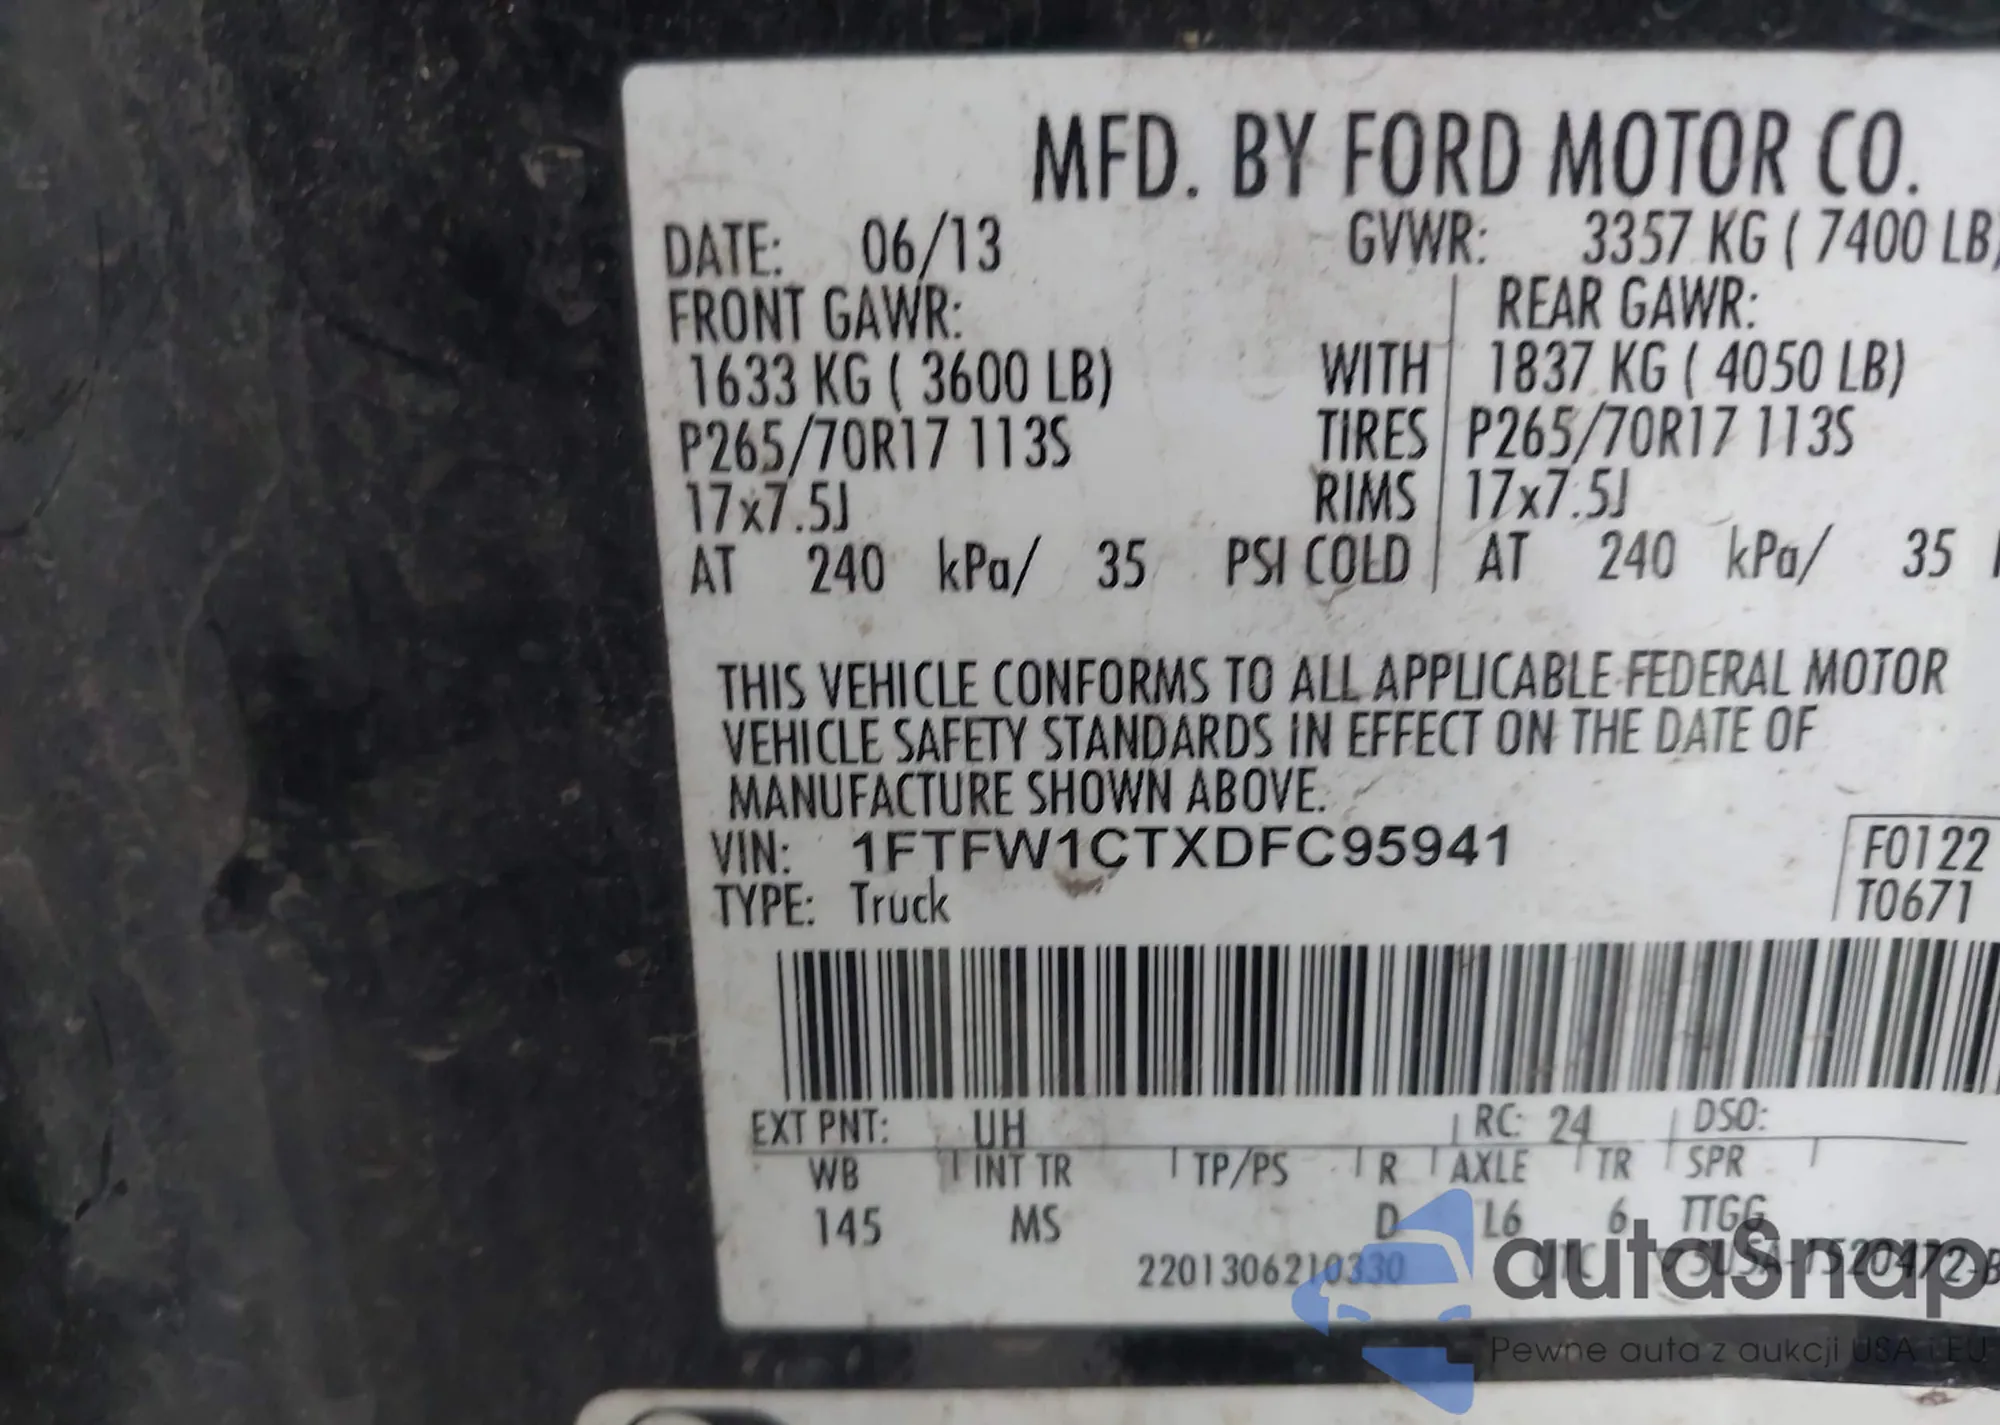 MFD. BY FORD MOTOR CO.
DATE: 06/13 GVWR: 3357 KG ( 7400 LB)
FRONT GAWR: REAR GAWR:
1633 KG ( 3600 LB) WITH 1837 KG ( 4050 LB)
P265/70R17 113S TIRES P265/70R17 113S
17x7.5J RIMS 17x7.5J
AT 240 kPa/ 35 PSI COLD AT 240 kPa/ 35
THIS VEHICLE CONFORMS TO ALL APPLICABLE FEDERAL MOTOR
VEHICLE SAFETY STANDARDS IN EFFECT ON THE DATE OF
MANUFACTURE SHOWN ABOVE.
VIN: 1FTFW1CTXDFC95941 F0122
TYPE: Truck T0671
EXT PNT: UH RC: 24 DSO:
WB INT TR TP/PS R AXLE TR SPR
145 MS D L6 6 TTGG
2201306210330 UTC
autaSnap
Pewne auta z aukcji USA i EU